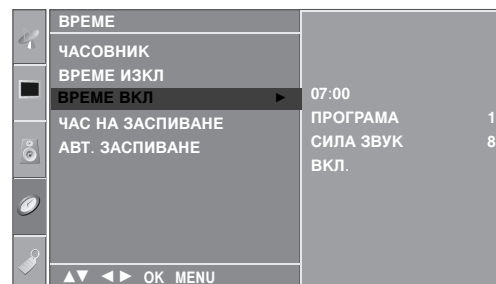 ВРЕМЕ
ЧАСОВНИК
ВРЕМЕ ИЗКЛ
ВРЕМЕ ВКЛ ►
ЧАС НА ЗАСПИВАНЕ
АВТ. ЗАСПИВАНЕ
07:00
ПРОГРАМА 1
СИЛА ЗВУК 8
ВКЛ.
▲▼ ◄► OK MENU